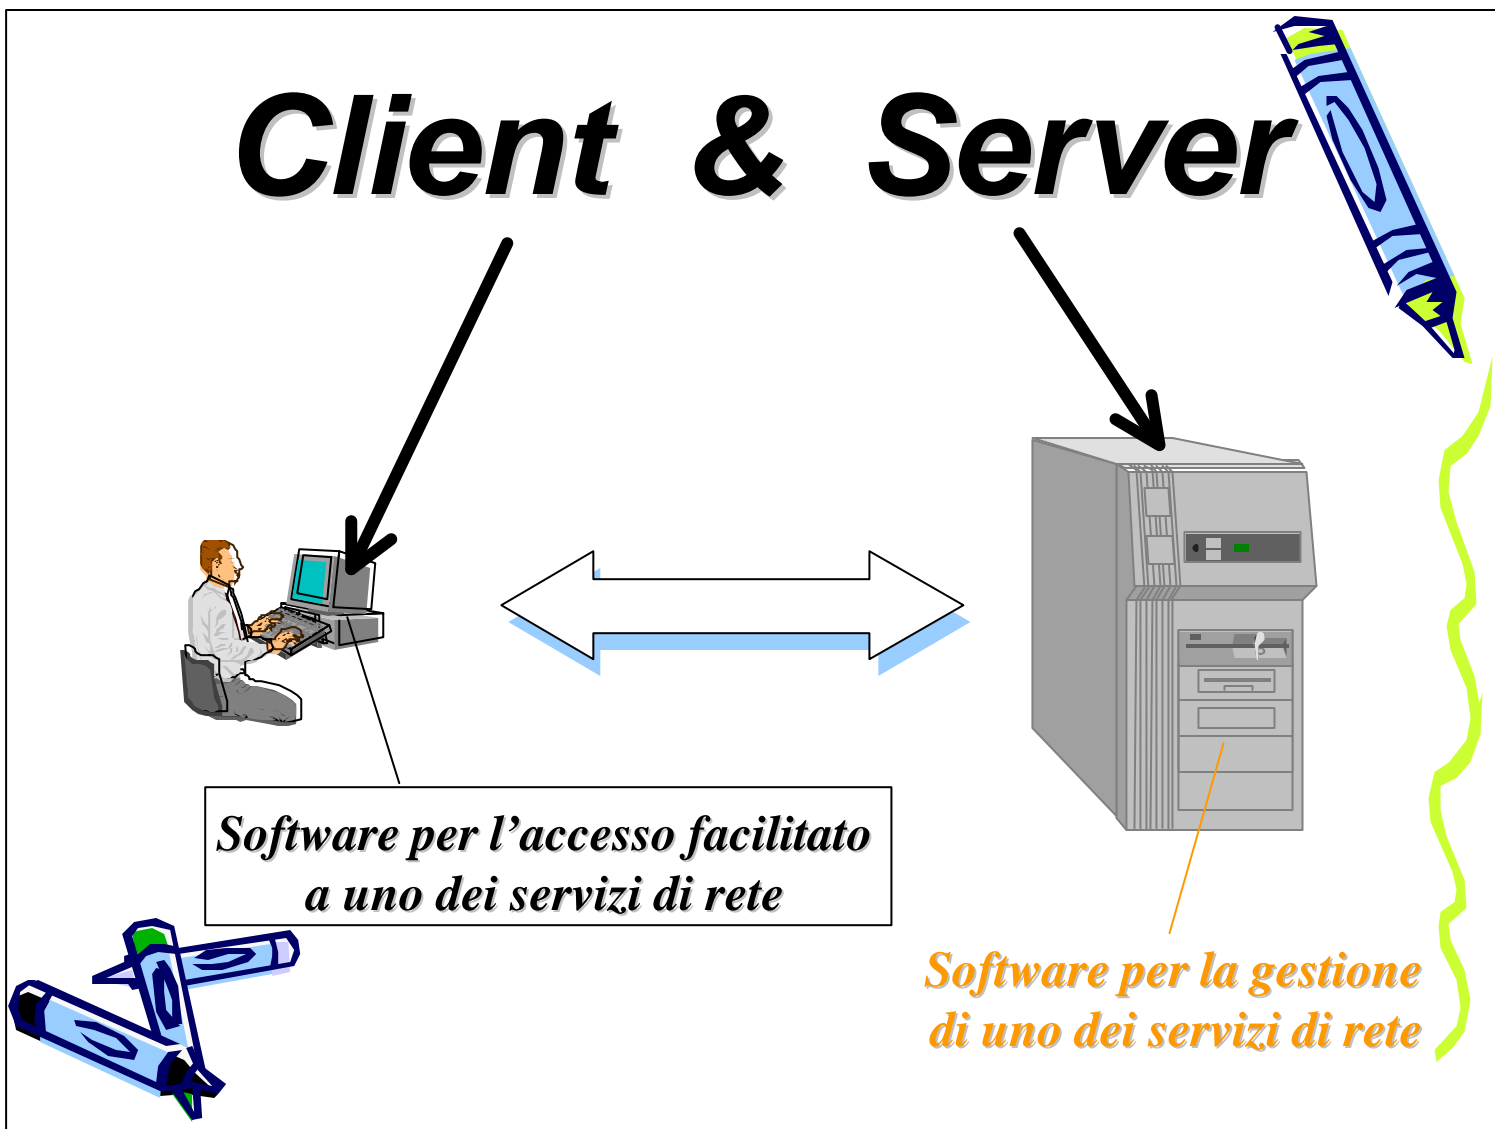 Client & Server
Software per l’accesso facilitato
a uno dei servizi di rete
Software per la gestione
di uno dei servizi di rete